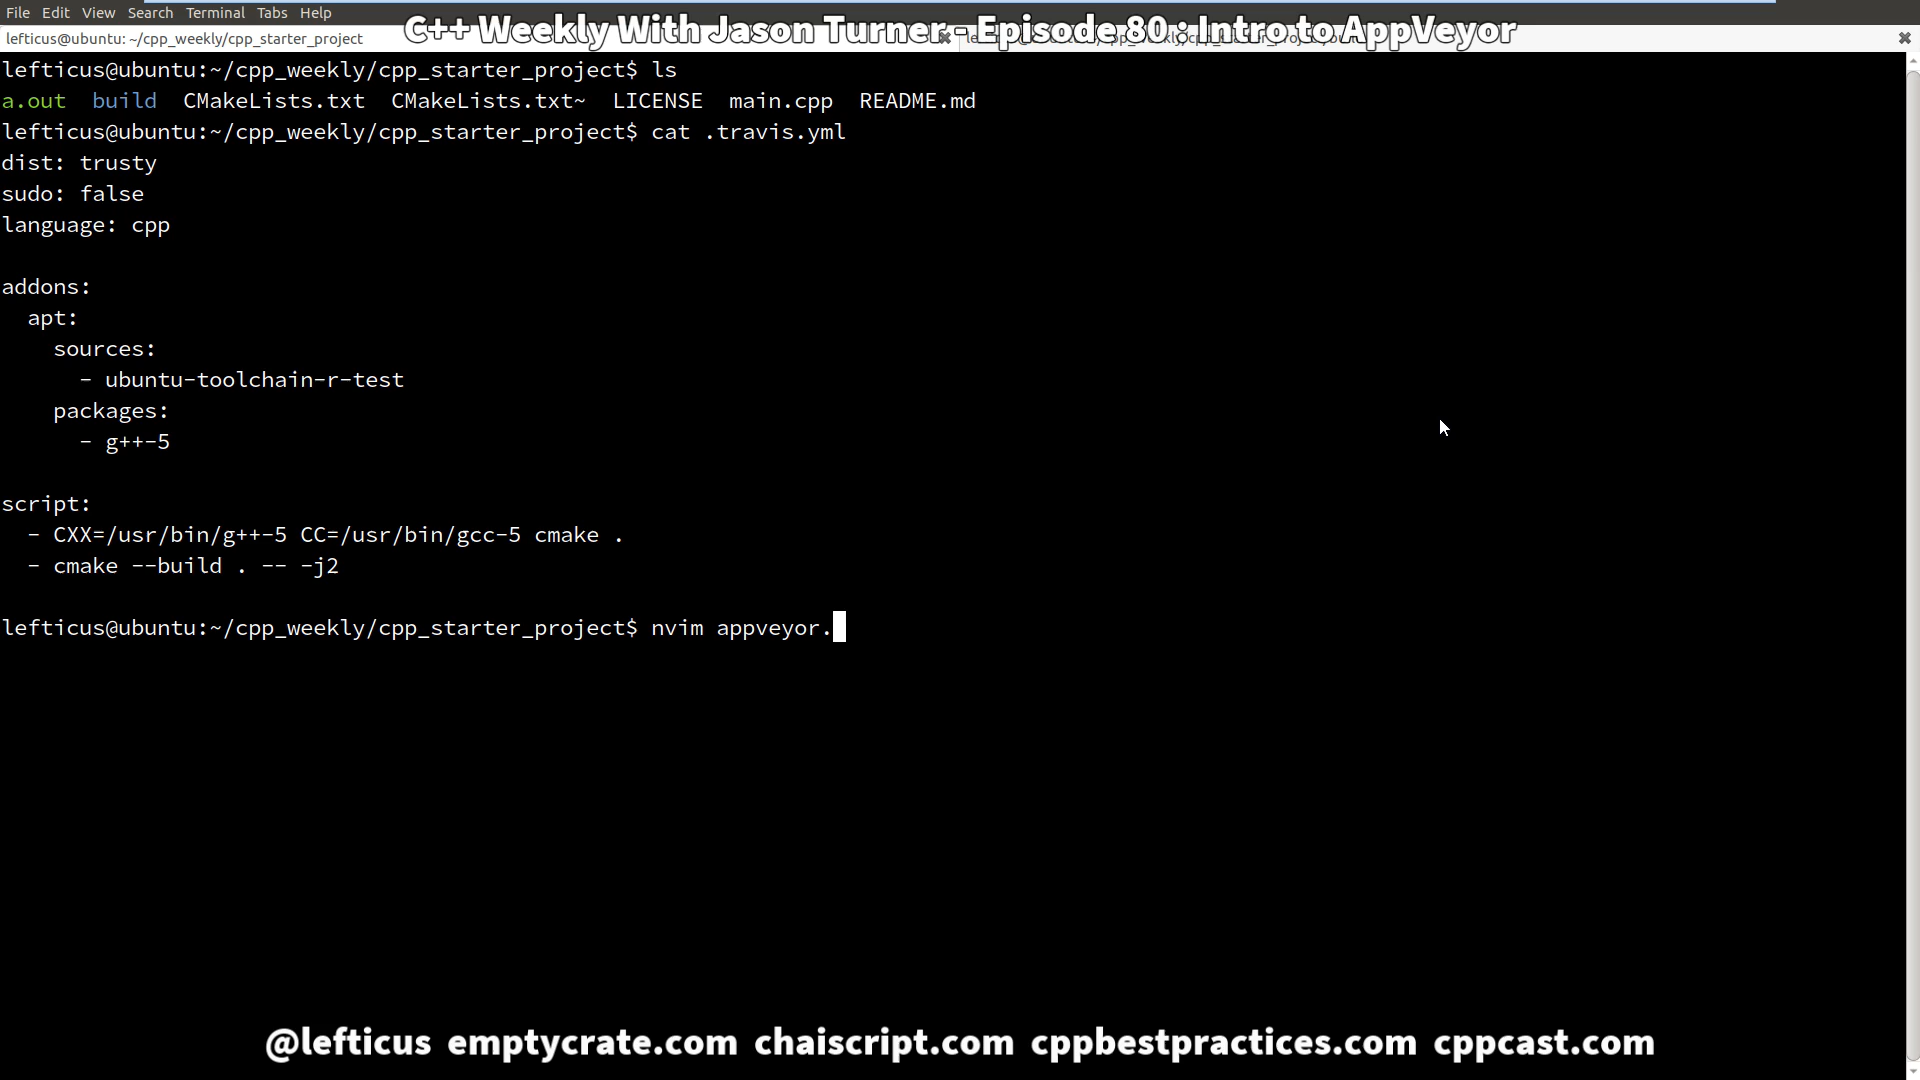 File Edit View Search Terminal Tabs Help
C++ Weekly With Jason Turner - Episode 80 : Intro to AppVeyor
lefticus@ubuntu: ~/cpp_weekly/cpp_starter_project
lefticus@ubuntu:~/cpp_weekly/cpp_starter_project$ ls
a.out build CMakeLists.txt CMakeLists.txt~ LICENSE main.cpp README.md
lefticus@ubuntu:~/cpp_weekly/cpp_starter_project$ cat .travis.yml
dist: trusty
sudo: false
language: cpp
addons:
  apt:
    sources:
      - ubuntu-toolchain-r-test
    packages:
      - g++-5
script:
  - CXX=/usr/bin/g++-5 CC=/usr/bin/gcc-5 cmake .
  - cmake --build . -- -j2
lefticus@ubuntu:~/cpp_weekly/cpp_starter_project$ nvim appveyor.
@lefticus emptycrate.com chaiscript.com cppbestpractices.com cppcast.com